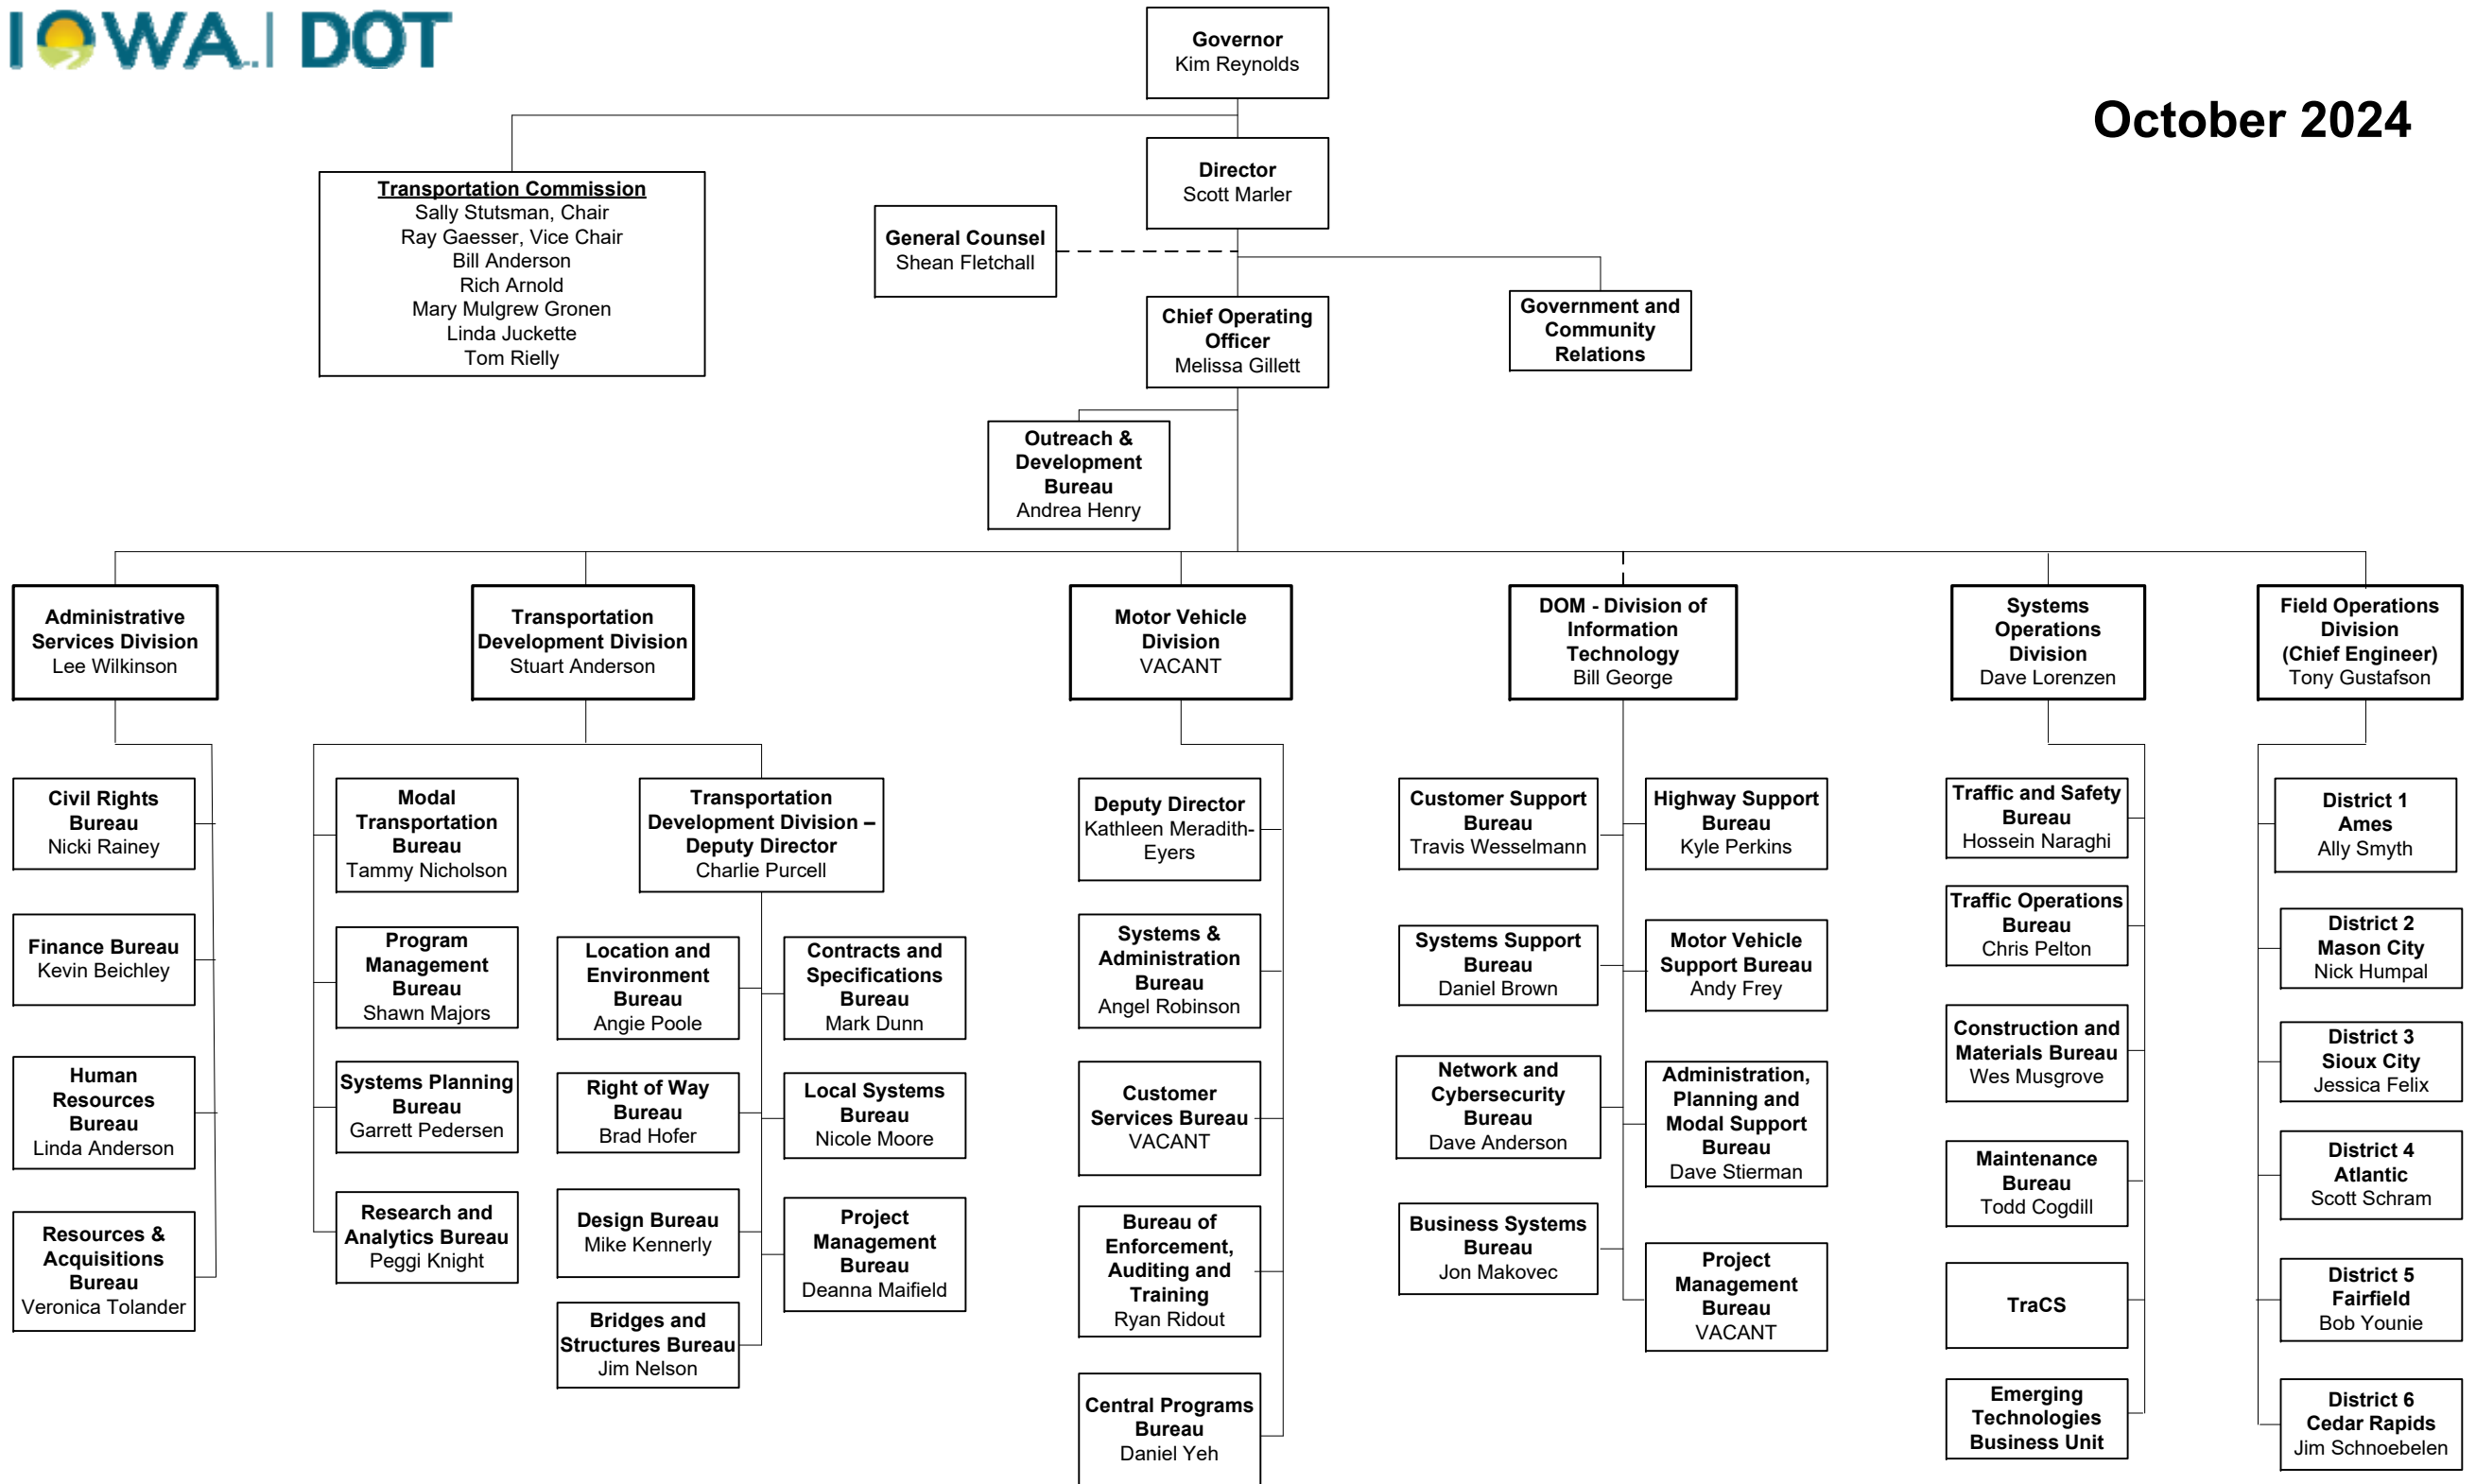 IOWA | DOT
October 2024
Governor
Kim Reynolds
Director
Scott Marler
Transportation Commission
Sally Stutsman, Chair
Ray Gaesser, Vice Chair
Bill Anderson
Rich Arnold
Mary Mulgrew Gronen
Linda Juckette
Tom Rielly
General Counsel
Shean Fletchall
Chief Operating
Officer
Melissa Gillett
Government and
Community
Relations
Outreach &
Development
Bureau
Andrea Henry
Administrative
Services Division
Lee Wilkinson
Civil Rights
Bureau
Nicki Rainey
Finance Bureau
Kevin Beichley
Human
Resources
Bureau
Linda Anderson
Resources &
Acquisitions
Bureau
Veronica Tolander
Transportation
Development Division
Stuart Anderson
Modal
Transportation
Bureau
Tammy Nicholson
Program
Management
Bureau
Shawn Majors
Systems Planning
Bureau
Garrett Pedersen
Research and
Analytics Bureau
Peggi Knight
Transportation
Development Division –
Deputy Director
Charlie Purcell
Location and
Environment
Bureau
Angie Poole
Right of Way
Bureau
Brad Hofer
Design Bureau
Mike Kennerly
Bridges and
Structures Bureau
Jim Nelson
Contracts and
Specifications
Bureau
Mark Dunn
Local Systems
Bureau
Nicole Moore
Project
Management
Bureau
Deanna Maifield
Motor Vehicle
Division
VACANT
Deputy Director
Kathleen Meradith-
Eyers
Systems &
Administration
Bureau
Angel Robinson
Customer
Services Bureau
VACANT
Bureau of
Enforcement,
Auditing and
Training
Ryan Ridout
Central Programs
Bureau
Daniel Yeh
DOM - Division of
Information
Technology
Bill George
Customer Support
Bureau
Travis Wesselmann
Systems Support
Bureau
Daniel Brown
Network and
Cybersecurity
Bureau
Dave Anderson
Business Systems
Bureau
Jon Makovec
Highway Support
Bureau
Kyle Perkins
Motor Vehicle
Support Bureau
Andy Frey
Administration,
Planning and
Modal Support
Bureau
Dave Stierman
Project
Management
Bureau
VACANT
Systems
Operations
Division
Dave Lorenzen
Traffic and Safety
Bureau
Hossein Naraghi
Traffic Operations
Bureau
Chris Pelton
Construction and
Materials Bureau
Wes Musgrove
Maintenance
Bureau
Todd Cogdill
TraCS
Emerging
Technologies
Business Unit
Field Operations
Division
(Chief Engineer)
Tony Gustafson
District 1
Ames
Ally Smyth
District 2
Mason City
Nick Humpal
District 3
Sioux City
Jessica Felix
District 4
Atlantic
Scott Schram
District 5
Fairfield
Bob Younie
District 6
Cedar Rapids
Jim Schnoebelen